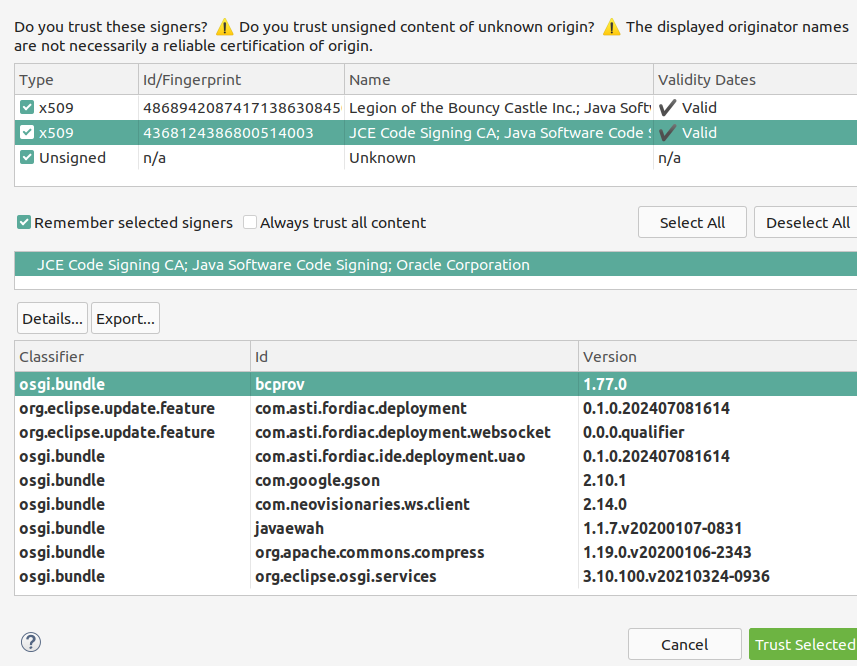 Do you trust these signers? ⚠ Do you trust unsigned content of unknown origin? ⚠ The displayed originator names
are not necessarily a reliable certification of origin.
Type Id/Fingerprint Name Validity Dates
x509 4868942087417138630845 Legion of the Bouncy Castle Inc.; Java Soft ✔ Valid
x509 4368124386800514003 JCE Code Signing CA; Java Software Code S ✔ Valid
Unsigned n/a Unknown n/a
Remember selected signers Always trust all content Select All Deselect All
JCE Code Signing CA; Java Software Code Signing; Oracle Corporation
Details... Export...
Classifier Id Version
osgi.bundle bcprov 1.77.0
org.eclipse.update.feature com.asti.fordiac.deployment 0.1.0.202407081614
org.eclipse.update.feature com.asti.fordiac.deployment.websocket 0.0.0.qualifier
osgi.bundle com.asti.fordiac.ide.deployment.uao 0.1.0.202407081614
osgi.bundle com.google.gson 2.10.1
osgi.bundle com.neovisionaries.ws.client 2.14.0
osgi.bundle javaewah 1.1.7.v20200107-0831
osgi.bundle org.apache.commons.compress 1.19.0.v20200106-2343
osgi.bundle org.eclipse.osgi.services 3.10.100.v20210324-0936
? Cancel Trust Selected